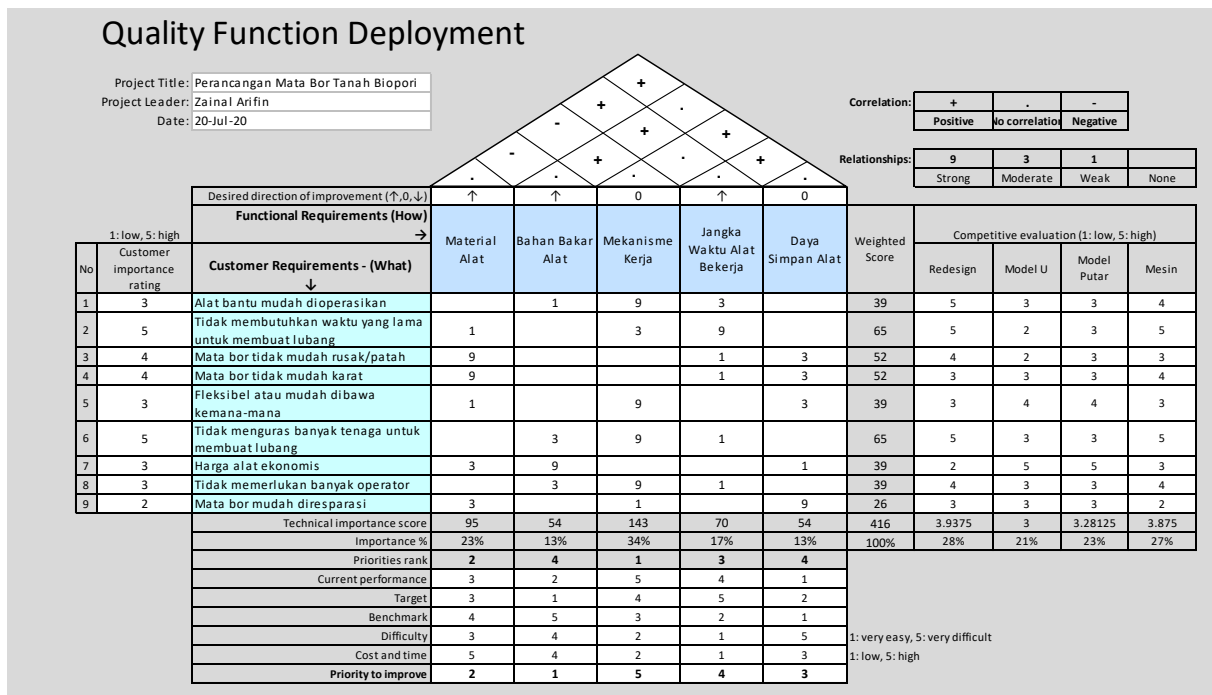 Quality Function Deployment
Project Title: Perancangan Mata Bor Tanah Biopori
Project Leader: Zainal Arifin
Date: 20-Jul-20
+
+ .
- + +
- + . +
. . . . .
Correlation: + . -
Positive No correlation Negative
Relationships: 9 3 1
Strong Moderate Weak None
Desired direction of improvement (↑,0,↓) ↑ ↑ 0 ↑ 0
1: low, 5: high
Functional Requirements (How)
→
No
Customer
importance
rating
Customer Requirements - (What)
↓
Material
Alat
Bahan Bakar
Alat
Mekanisme
Kerja
Jangka
Waktu Alat
Bekerja
Daya
Simpan Alat
Weighted
Score
Competitive evaluation (1: low, 5: high)
Redesign
Model U
Model
Putar
Mesin
1 3 Alat bantu mudah dioperasikan 1 9 3 39 5 3 3 4
2 5 Tidak membutuhkan waktu yang lama
untuk membuat lubang 1 3 9 65 5 2 3 5
3 4 Mata bor tidak mudah rusak/patah 9 1 3 52 4 2 3 3
4 4 Mata bor tidak mudah karat 9 1 3 52 3 3 3 4
5 3 Fleksibel atau mudah dibawa
kemana-mana 1 9 3 39 3 4 4 3
6 5 Tidak menguras banyak tenaga untuk
membuat lubang 3 9 1 65 5 3 3 5
7 3 Harga alat ekonomis 3 9 1 39 2 5 5 3
8 3 Tidak memerlukan banyak operator 3 9 1 39 4 3 3 4
9 2 Mata bor mudah diresparasi 3 1 9 26 3 3 3 2
Technical importance score 95 54 143 70 54 416 3.9375 3 3.28125 3.875
Importance % 23% 13% 34% 17% 13% 100% 28% 21% 23% 27%
Priorities rank 2 4 1 3 4
Current performance 3 2 5 4 1
Target 3 1 4 5 2
Benchmark 4 5 3 2 1
Difficulty 3 4 2 1 5 1: very easy, 5: very difficult
Cost and time 5 4 2 1 3 1: low, 5: high
Priority to improve 2 1 5 4 3